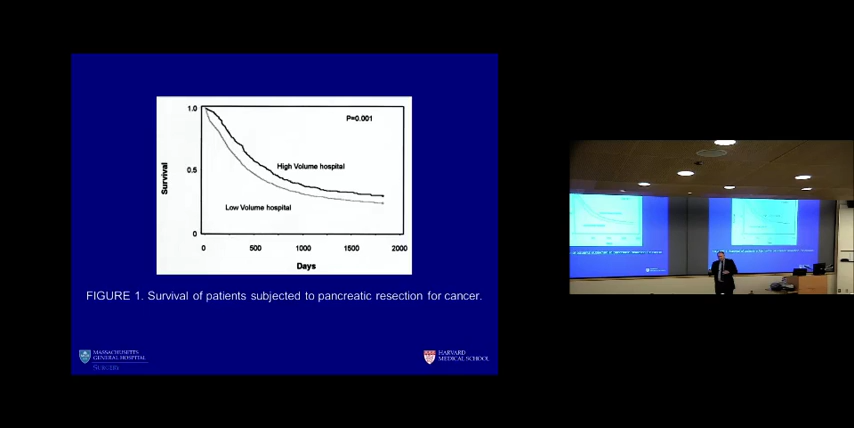 1.0
P=0.001
High Volume hospital
0.5
Survival
Low Volume hospital
0
0 500 1000 1500 2000
Days
FIGURE 1. Survival of patients subjected to pancreatic resection for cancer.
MASSACHUSETTS
GENERAL HOSPITAL
SURGERY
HARVARD
MEDICAL SCHOOL